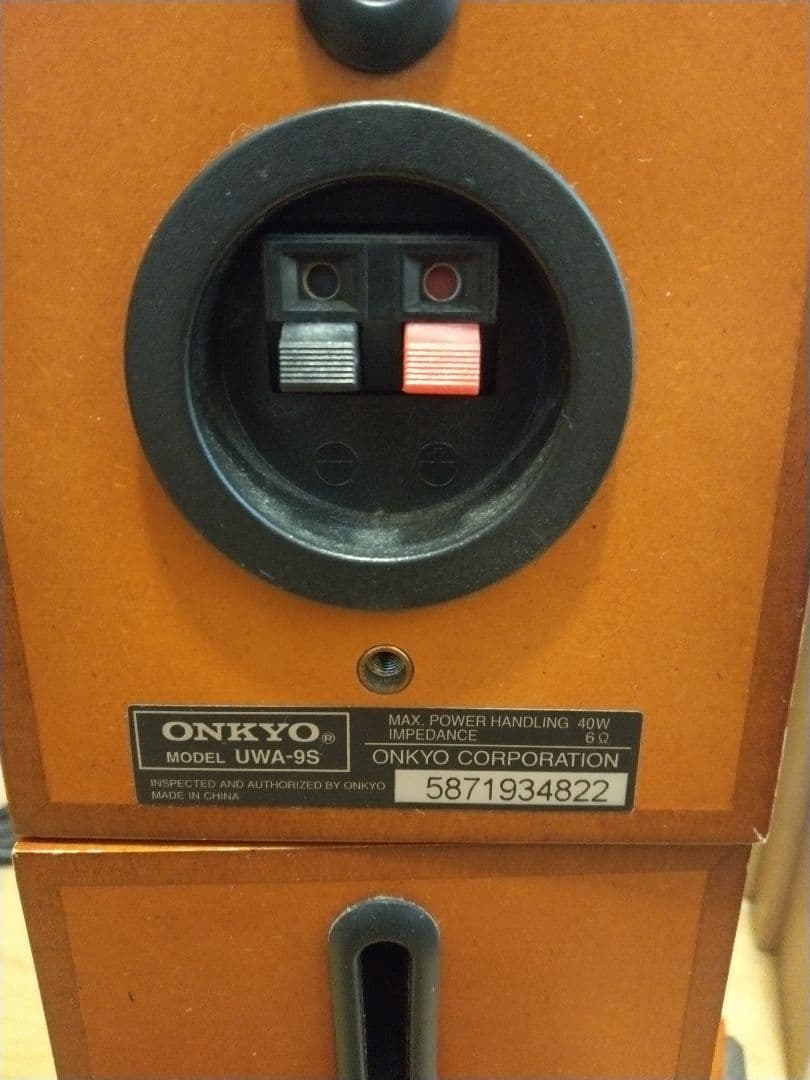 ONKYO®
MODEL UWA-9S
INSPECTED AND AUTHORIZED BY ONKYO
MADE IN CHINA
MAX. POWER HANDLING 40W
IMPEDANCE 6Ω
ONKYO CORPORATION
5871934822